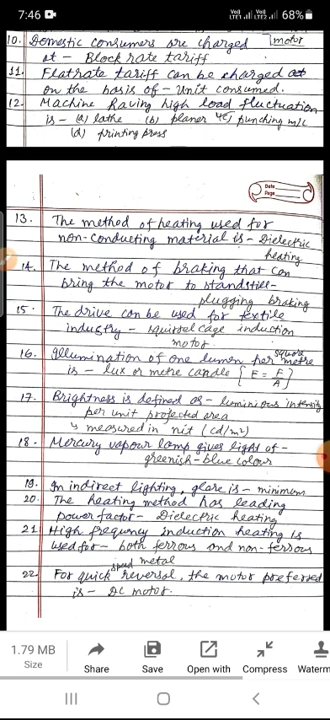 7:46
68%
motor
10. Domestic consumers are charged
at - Block rate tariff
11. Flat rate tariff can be charged
on the basis of - Unit consumed.
12. Machine having high load fluctuation
is - (a) lathe (b) planer (c) punching m/c
(d) printing press
Date
Page
13. The method of heating used for
non-conducting material is - Dielectric
heating
14. The method of braking that can
bring the motor to standstill -
plugging braking
15. The drive can be used for textile
industry - squirrel cage induction
motor.
16. Illumination of one lumen per square metre
is - lux or metre candle [E = F/A]
17. Brightness is defined as - luminious intensity
per unit projected area
↳ measured in nit (cd/m2)
18. Mercury vapour lamp gives light of -
greenish-blue colour
19. In indirect lighting, glare is - minimum
20. The heating method has leading
power factor - Dielectric heating
21. High frequency induction heating is
used for - both ferrous and non-ferrous
metal
22. For quick speed reversal, the motor preferred
is - DC motor.
1.79 MB
Size
Share
Save
Open with
Compress
Waterm